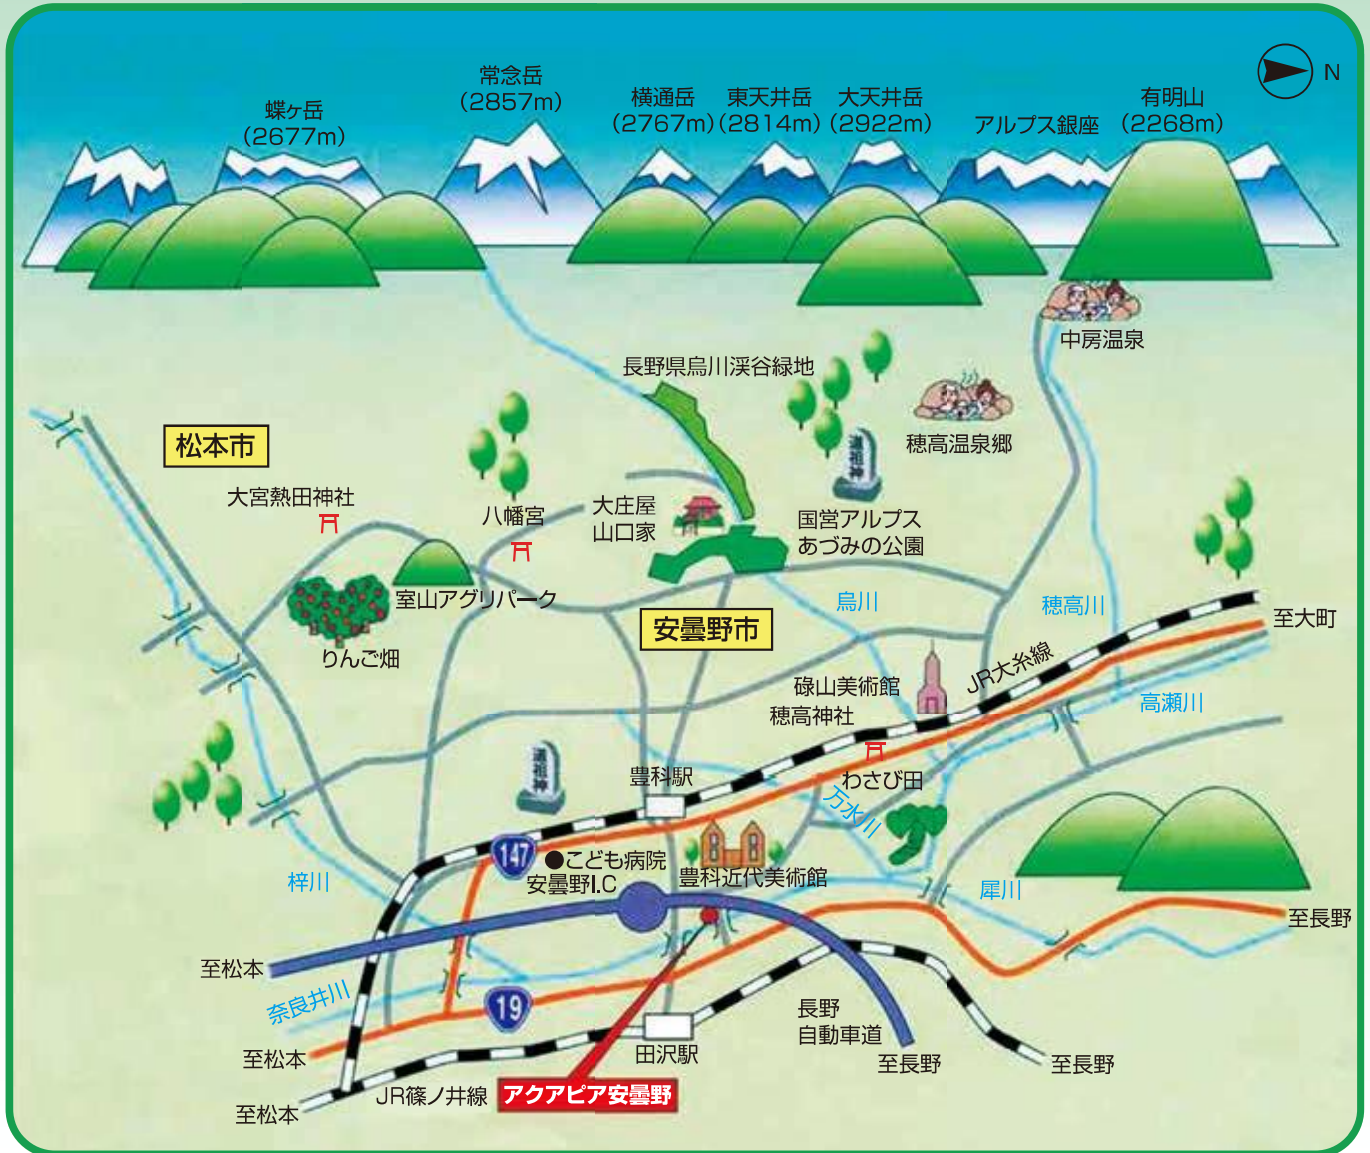 N
常念岳
(2857m)
蝶ヶ岳
(2677m)
横通岳
(2767m)
東天井岳
(2814m)
大天井岳
(2922m)
アルプス銀座
有明山
(2268m)
中房温泉
長野県烏川渓谷緑地
穂高温泉郷
松本市
大宮熱田神社
八幡宮
大庄屋
山口家
道祖神
国営アルプス
あづみの公園
室山アグリパーク
りんご畑
安曇野市
烏川
穂高川
至大町
JR大糸線
碌山美術館
穂高神社
高瀬川
道祖神
豊科駅
わさび田
万水川
147
こども病院
安曇野I.C
豊科近代美術館
梓川
犀川
至長野
至松本
奈良井川
19
長野
自動車道
田沢駅
至松本
至長野
至長野
JR篠ノ井線
アクアピア安曇野
至松本